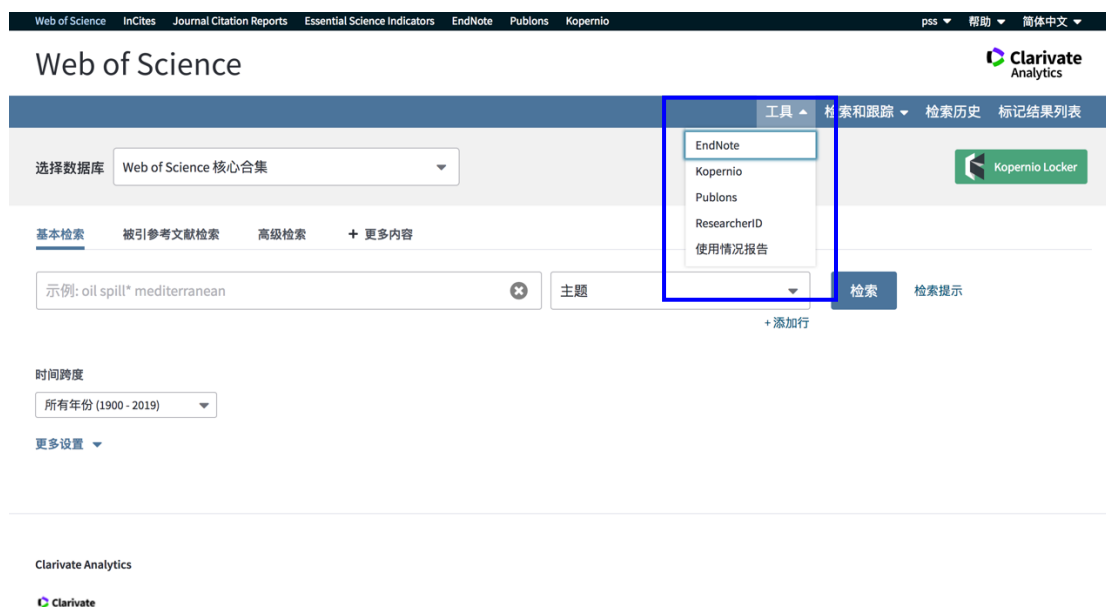 Web of Science InCites Journal Citation Reports Essential Science Indicators EndNote Publons Kopernio pss 帮助 简体中文
Web of Science
Clarivate
Analytics
工具 检索和跟踪 检索历史 标记结果列表
EndNote
Kopernio
Publons
ResearcherID
使用情况报告
选择数据库 Web of Science 核心合集
Kopernio Locker
基本检索 被引参考文献检索 高级检索 + 更多内容
示例: oil spill* mediterranean 主题 检索 检索提示
+ 添加行
时间跨度
所有年份 (1900 - 2019)
更多设置
Clarivate Analytics
Clarivate